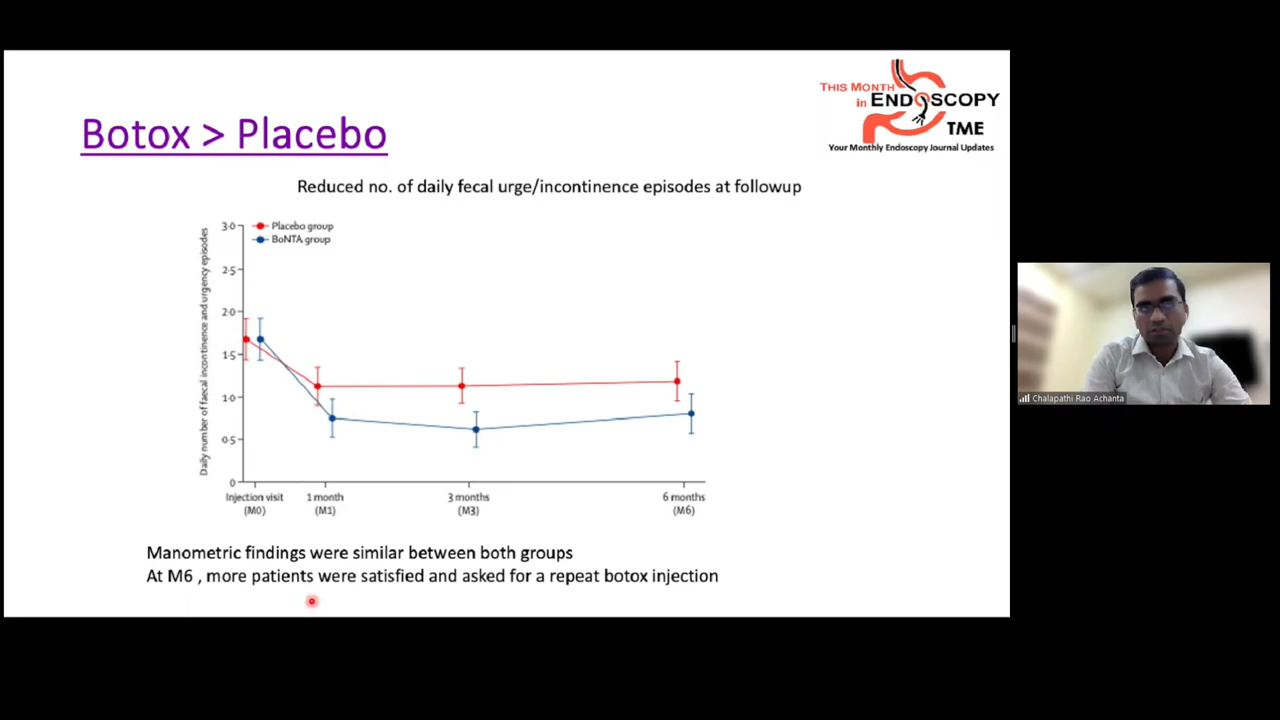 THIS MONTH
in ENDOSCOPY
TME
Your Monthly Endoscopy Journal Updates
Botox > Placebo
Reduced no. of daily fecal urge/incontinence episodes at followup
Daily number of faecal incontinence and urgency episodes
3·0
2·5
2·0
1·5
1·0
0·5
0
Placebo group
BoNTA group
Injection visit
(M0)
1 month
(M1)
3 months
(M3)
6 months
(M6)
Manometric findings were similar between both groups
At M6 , more patients were satisfied and asked for a repeat botox injection
Chalapathi Rao Achanta